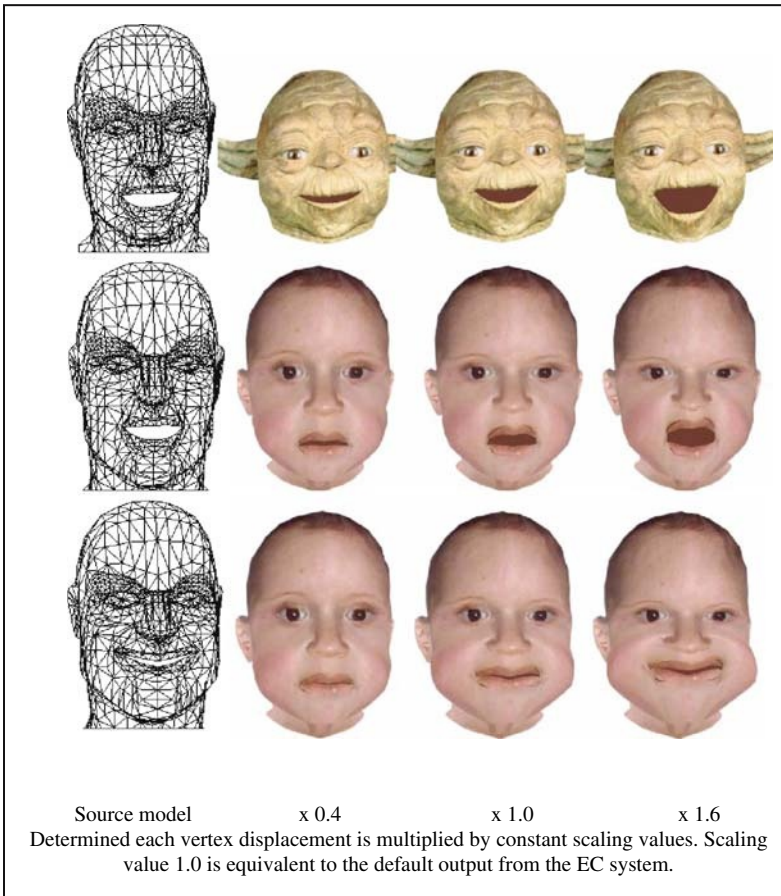 Source model x 0.4 x 1.0 x 1.6
Determined each vertex displacement is multiplied by constant scaling values. Scaling
value 1.0 is equivalent to the default output from the EC system.